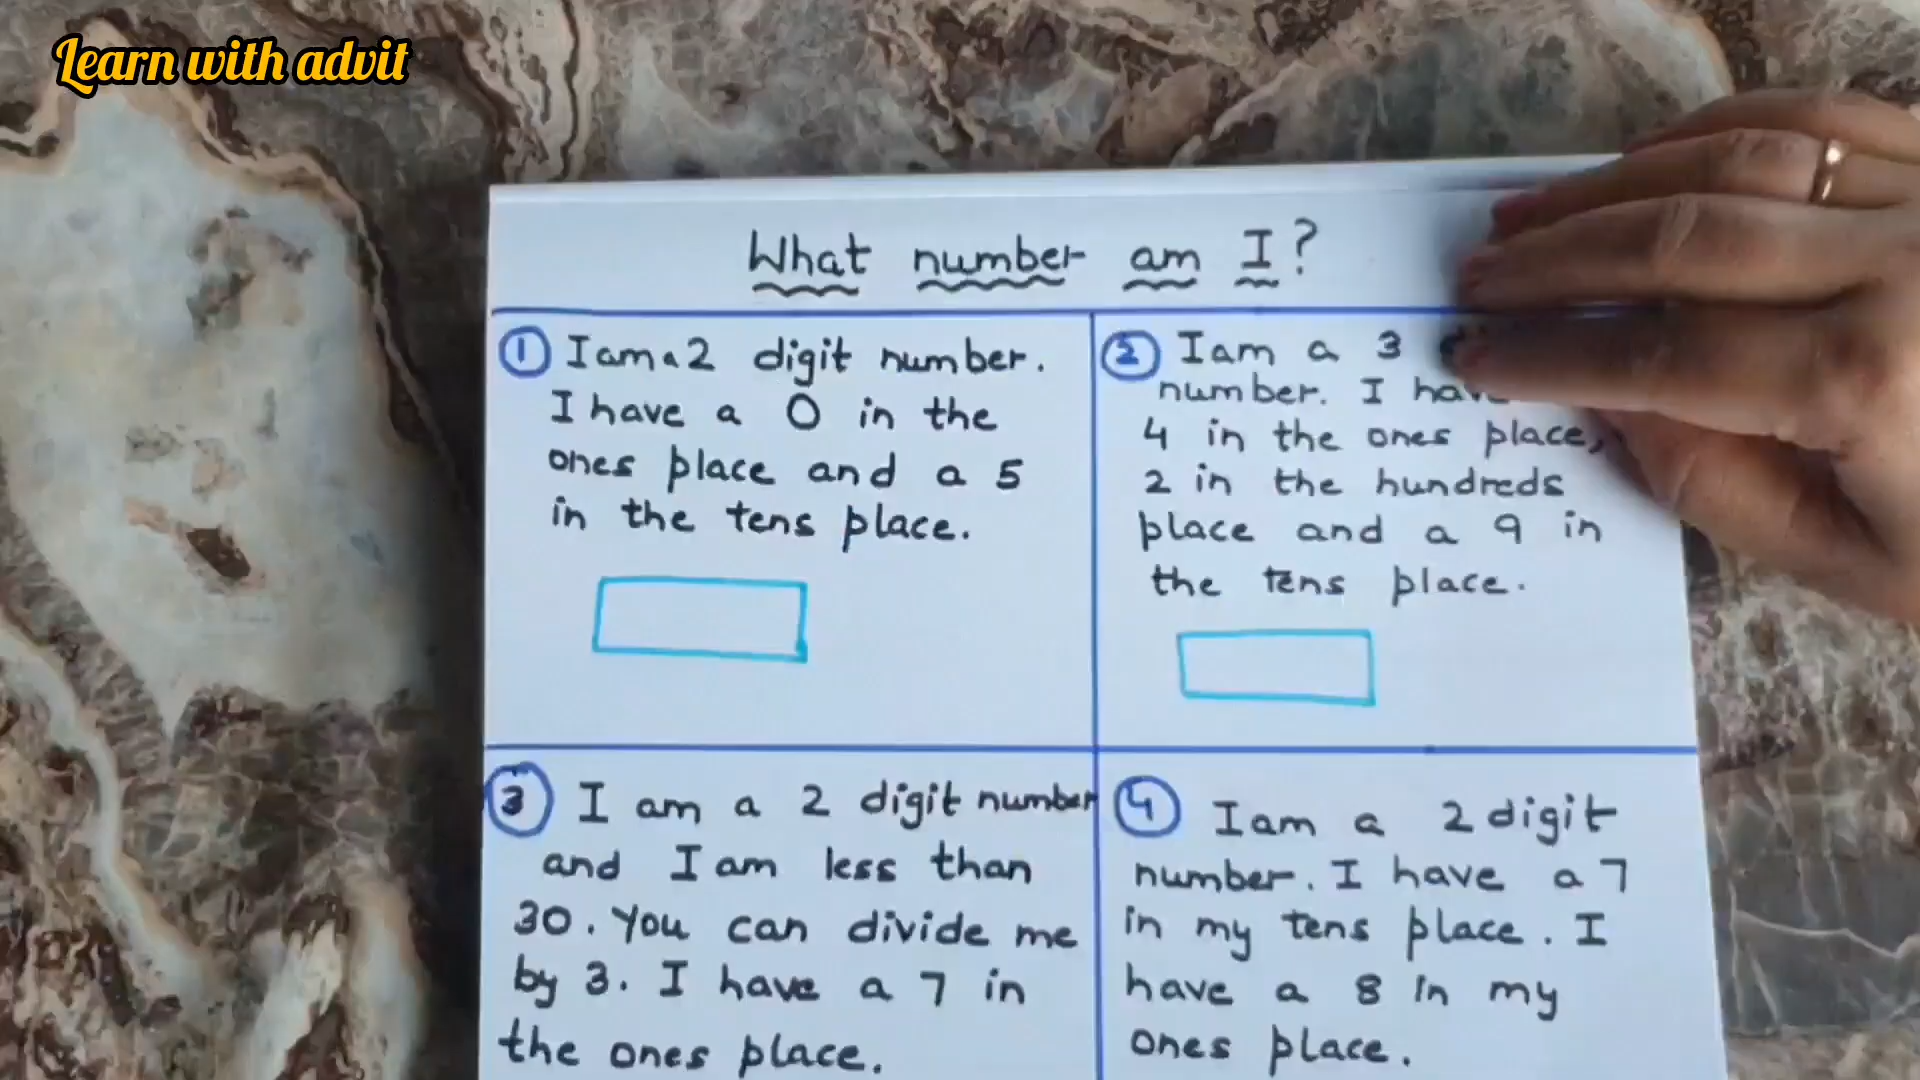 Learn with advit
What number am I?
1 I am a 2 digit number.
I have a 0 in the
ones place and a 5
in the tens place.
2 I am a 3
number. I
4 in the ones place,
2 in the hundreds
place and a 9 in
the tens place.
3 I am a 2 digit number
and I am less than
30. You can divide me
by 3. I have a 7 in
the ones place.
4 I am a 2 digit
number. I have a 7
in my tens place. I
have a 8 in my
ones place.